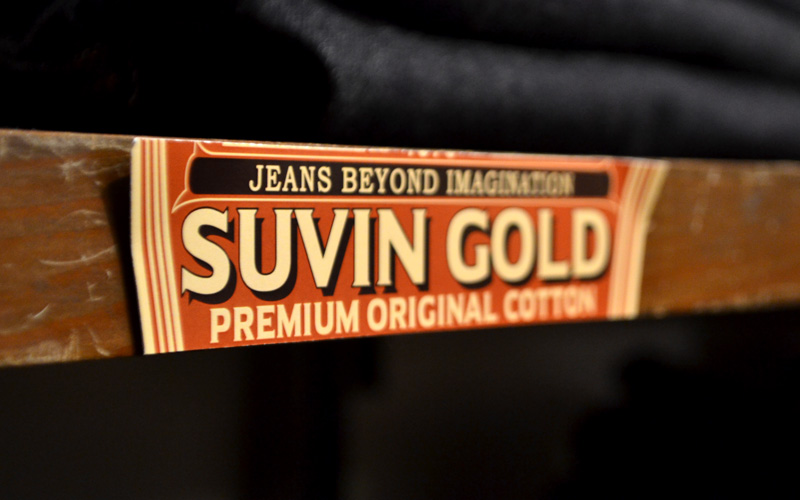 JEANS BEYOND IMAGINATION
SUVIN GOLD
PREMIUM ORIGINAL COTTON